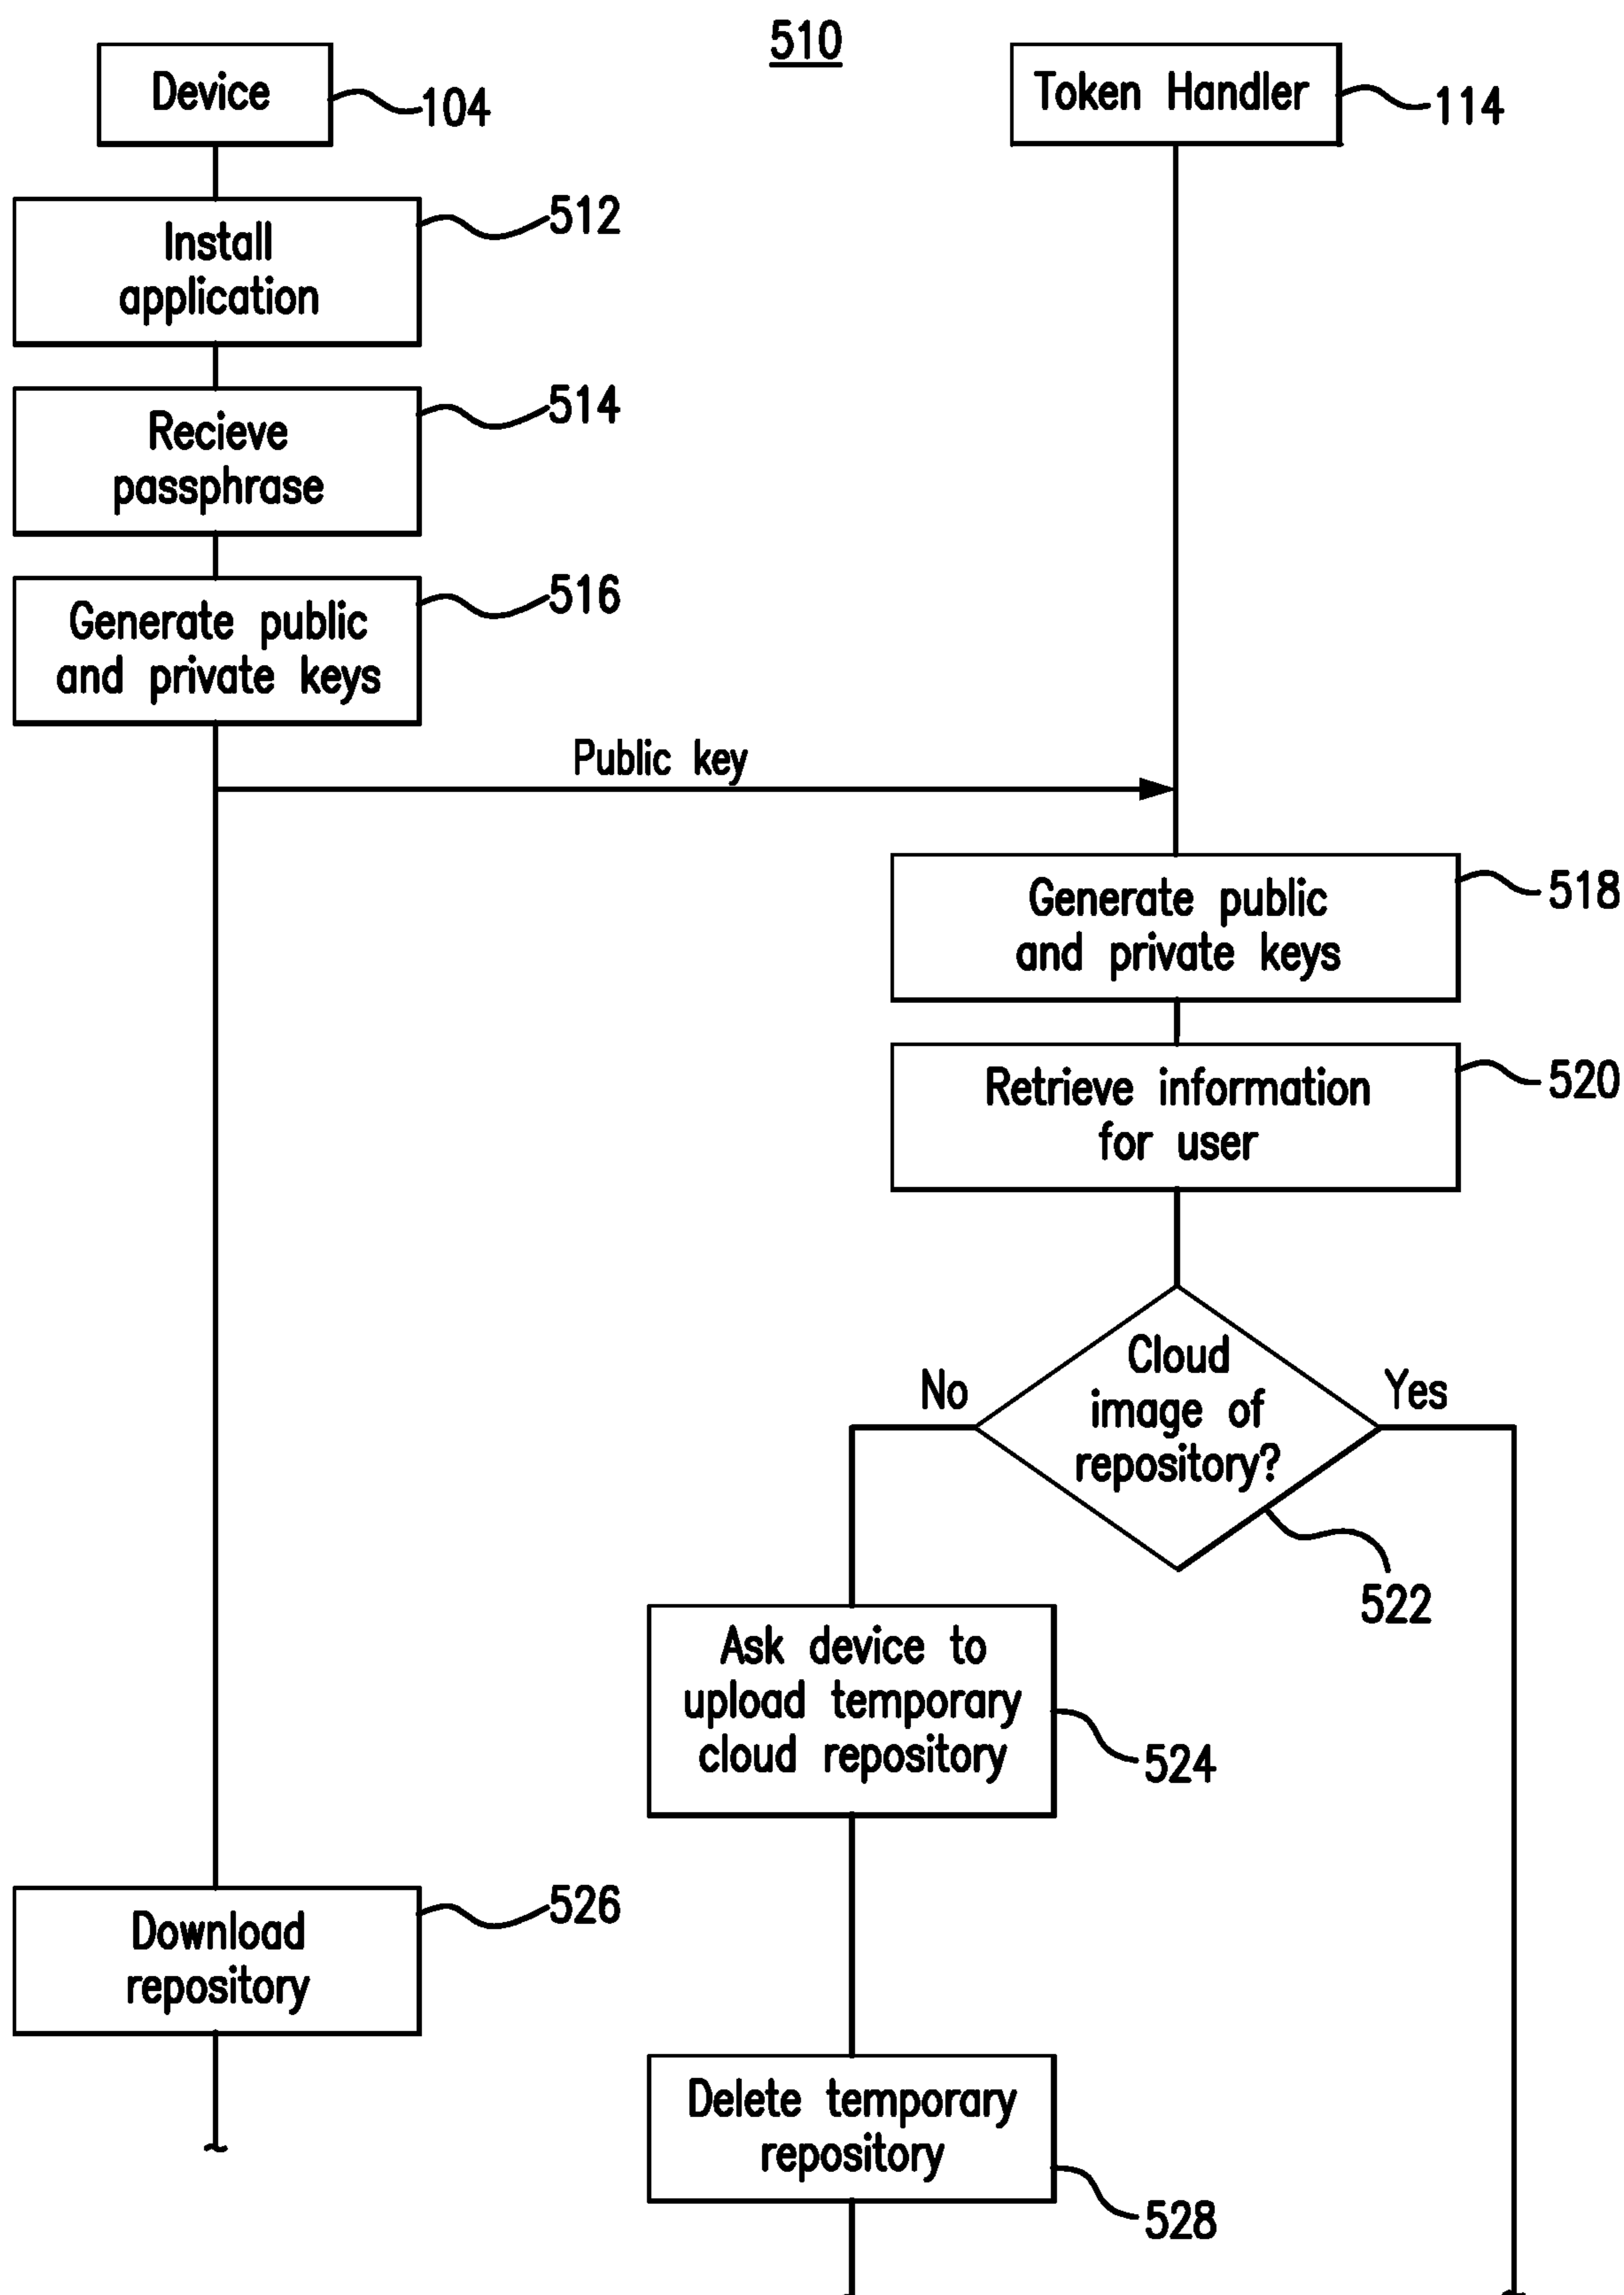 510
Device
104
Token Handler
114
Install
application
512
Recieve
passphrase
514
Generate public
and private keys
516
Public key
Generate public
and private keys
518
Retrieve information
for user
520
Cloud
image of
repository?
No
Yes
522
Ask device to
upload temporary
cloud repository
524
Download
repository
526
Delete temporary
repository
528